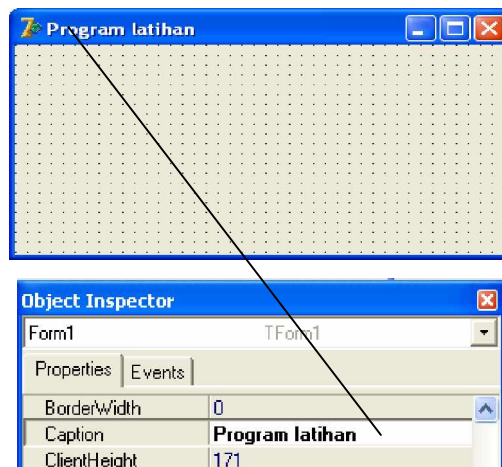 Program latihan
Object Inspector
Form1 TForm1
Properties Events
BorderWidth 0
Caption Program latihan
ClientHeight 171